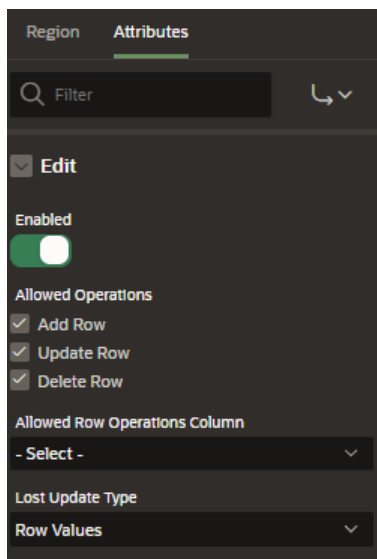 Region Attributes
Filter
Edit
Enabled
Allowed Operations
Add Row
Update Row
Delete Row
Allowed Row Operations Column
- Select -
Lost Update Type
Row Values